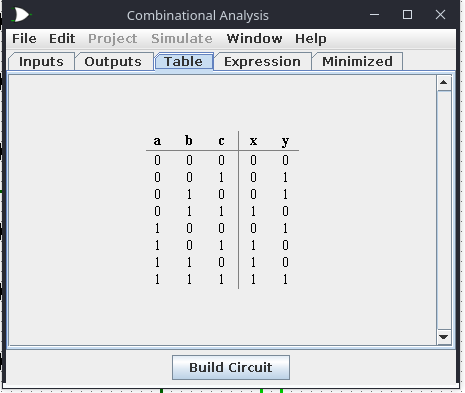 Combinational Analysis
File Edit Project Simulate Window Help
Inputs Outputs Table Expression Minimized
a b c x y
0 0 0 0 0
0 0 1 0 1
0 1 0 0 1
0 1 1 1 0
1 0 0 0 1
1 0 1 1 0
1 1 0 1 0
1 1 1 1 1
Build Circuit